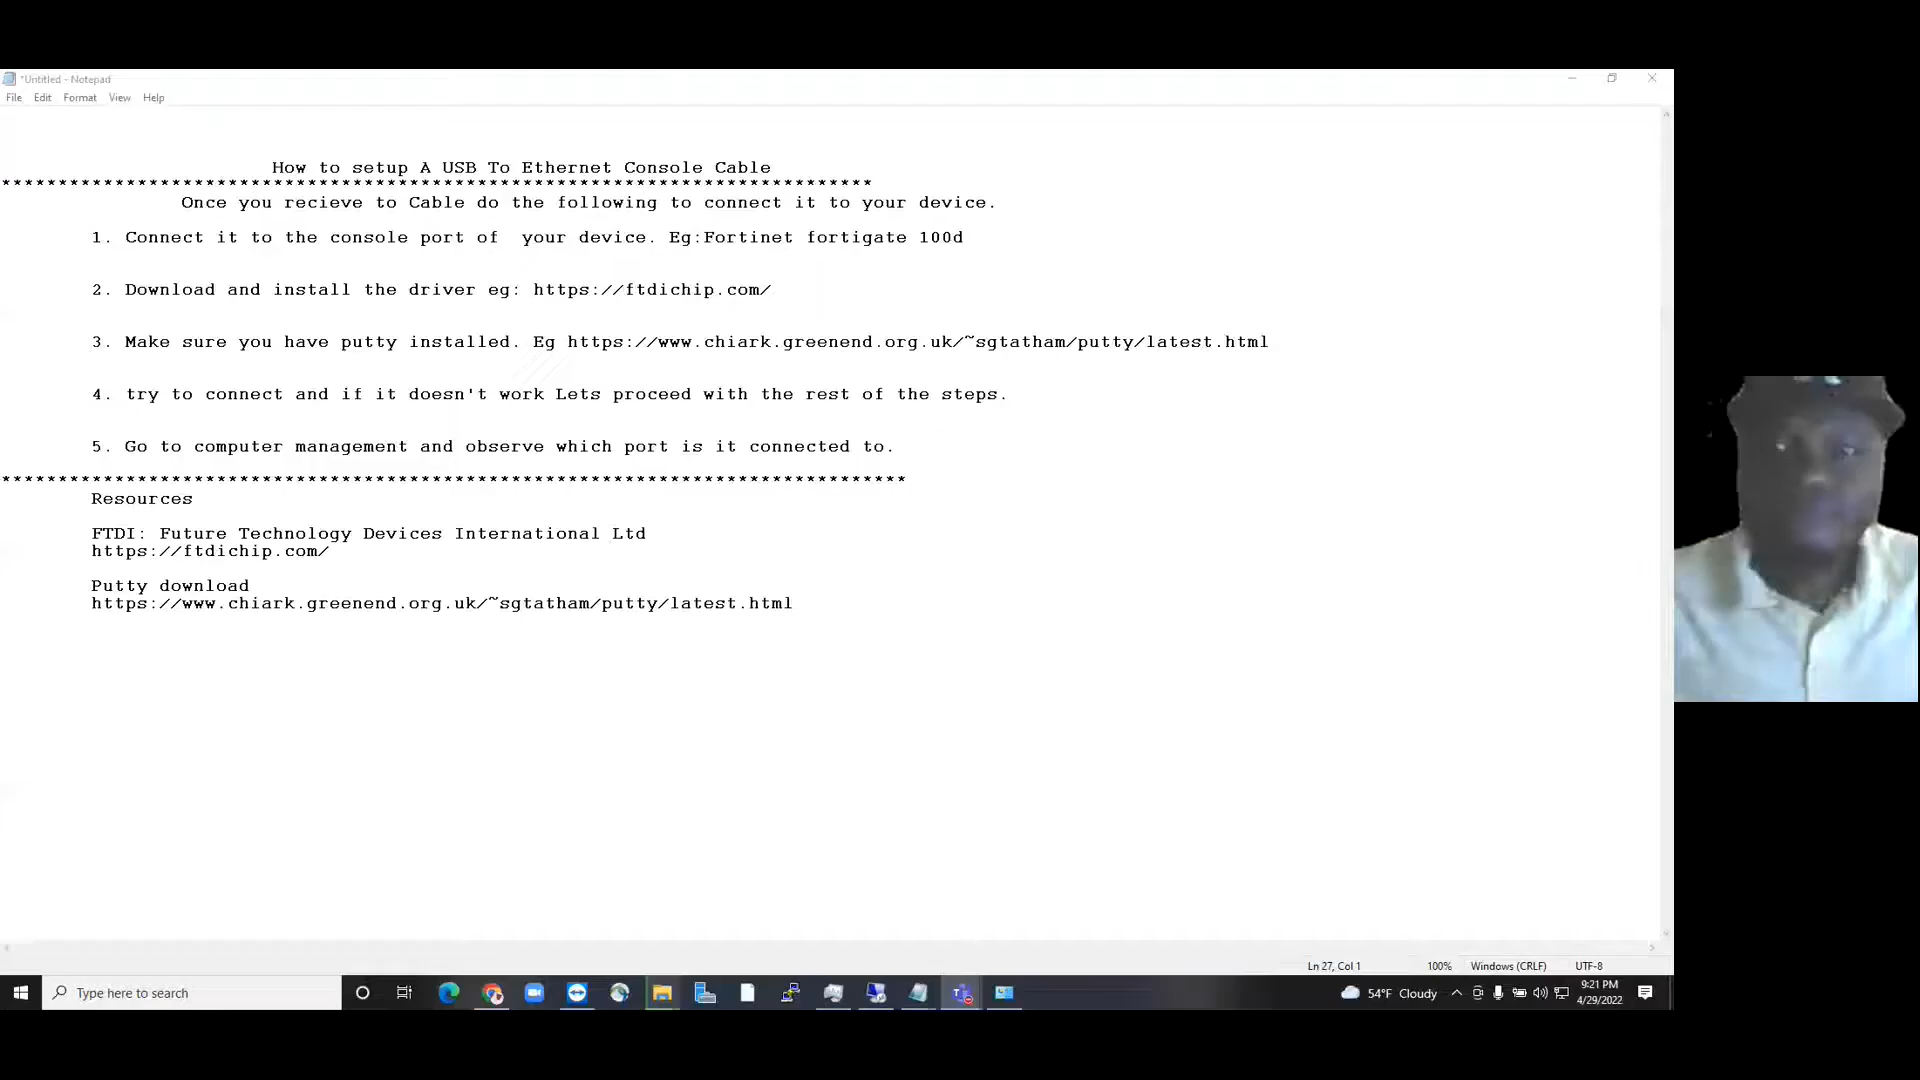 *Untitled - Notepad
File Edit Format View Help
How to setup A USB To Ethernet Console Cable
*****************************************************************************
Once you recieve to Cable do the following to connect it to your device.
1. Connect it to the console port of  your device. Eg:Fortinet fortigate 100d
2. Download and install the driver eg: https://ftdichip.com/
3. Make sure you have putty installed. Eg https://www.chiark.greenend.org.uk/~sgtatham/putty/latest.html
4. try to connect and if it doesn't work Lets proceed with the rest of the steps.
5. Go to computer management and observe which port is it connected to.
********************************************************************************
Resources
FTDI: Future Technology Devices International Ltd
https://ftdichip.com/
Putty download
https://www.chiark.greenend.org.uk/~sgtatham/putty/latest.html
Ln 27, Col 1 100% Windows (CRLF) UTF-8
Type here to search
54°F Cloudy
9:21 PM
4/29/2022